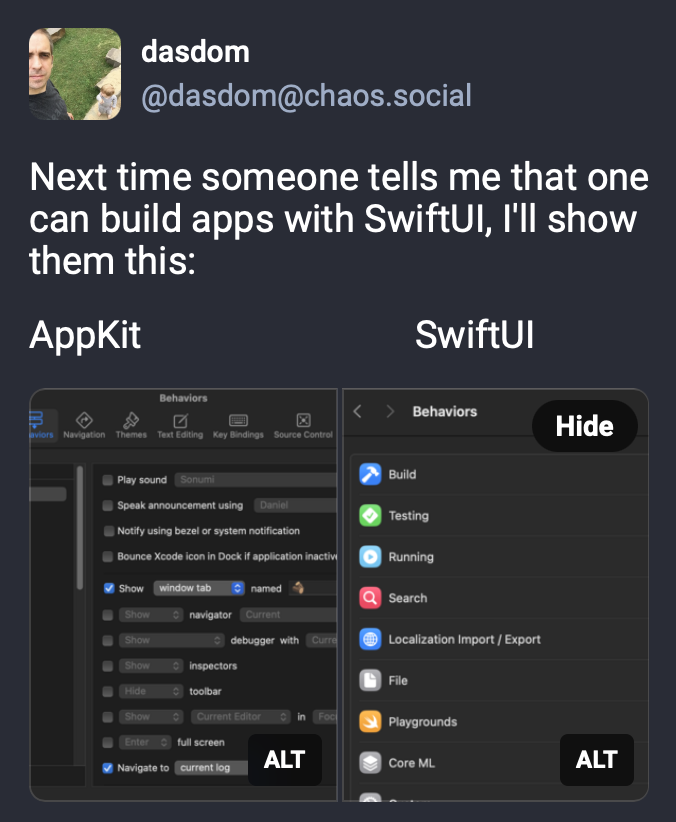 dasdom
@dasdom@chaos.social
Next time someone tells me that one
can build apps with SwiftUI, I'll show
them this:
AppKit SwiftUI
Behaviors
aviors Navigation Themes Text Editing Key Bindings Source Control
Play sound Sonumi
Speak announcement using Daniel
Notify using bezel or system notification
Bounce Xcode icon in Dock if application inactive
Show window tab named
Show navigator Current
Show debugger with Curre
Show inspectors
Hide toolbar
Show Current Editor in Foc
Enter full screen
Navigate to current log
ALT
Behaviors
Hide
Build
Testing
Running
Search
Localization Import / Export
File
Playgrounds
Core ML
ALT